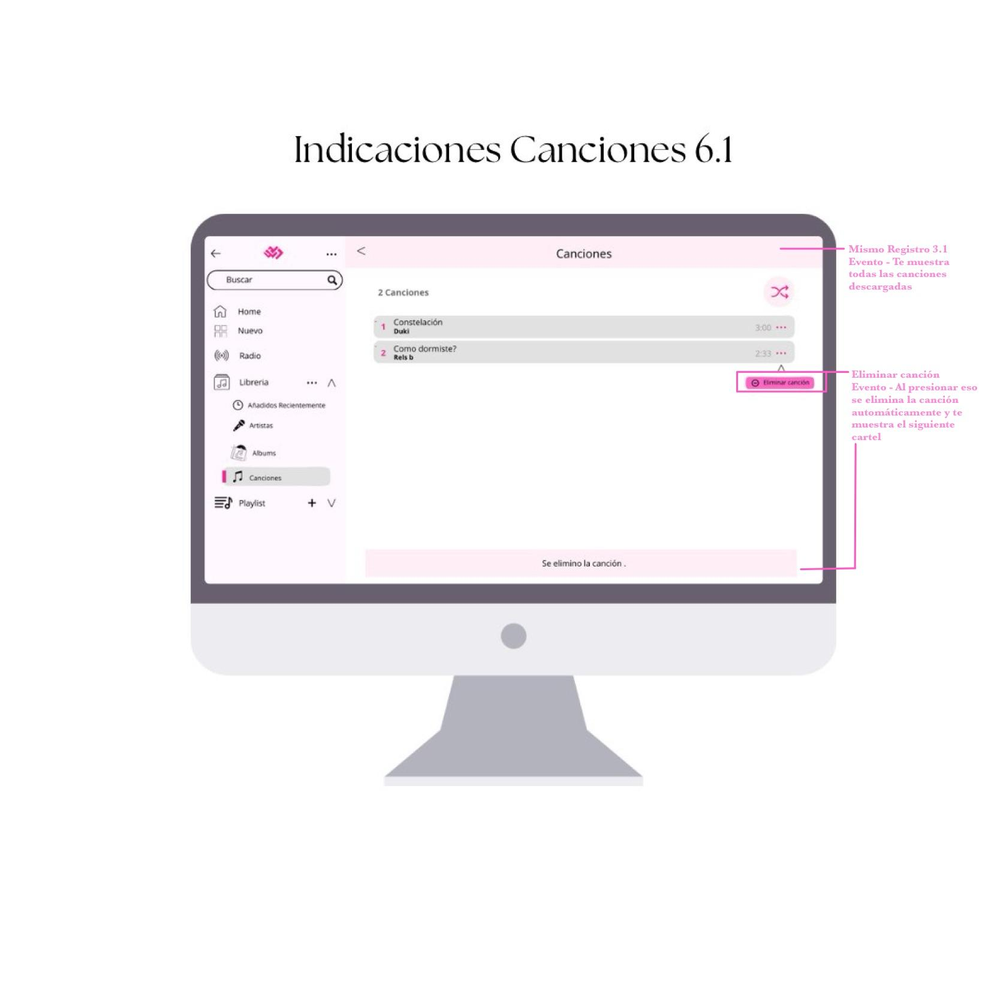 Indicaciones Canciones 6.1
Buscar
Home
Nuevo
Radio
Libreria
Añadidos Recientemente
Artistas
Albums
Canciones
Playlist
Canciones
2 Canciones
1 Constelación 3:00
Duki
2 Como dormiste? 2:33
Rels b
Eliminar canción
Se elimino la canción .
Mismo Registro 3.1
Evento - Te muestra
todas las canciones
descargadas
Eliminar canción
Evento - Al presionar eso
se elimina la canción
automáticamente y te
muestra el siguiente
cartel